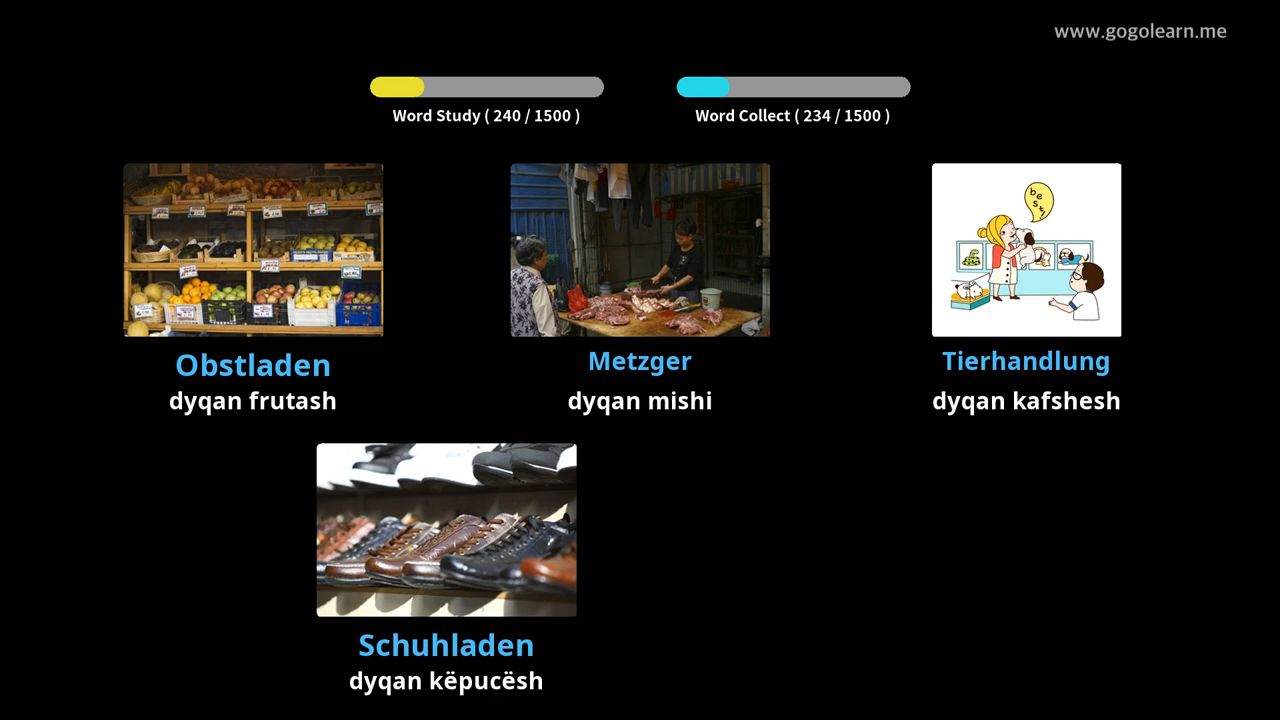 www.gogolearn.me
Word Study ( 240 / 1500 )
Word Collect ( 234 / 1500 )
best
Obstladen
Metzger
Tierhandlung
dyqan frutash
dyqan mishi
dyqan kafshesh
Schuhladen
dyqan këpucësh